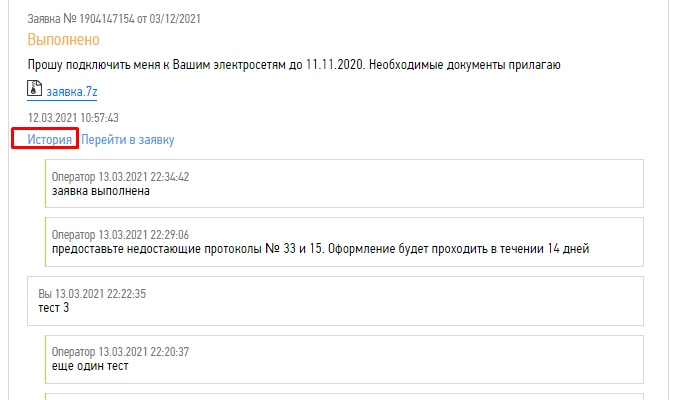 Заявка № 1904147154 от 03/12/2021
Выполнено
Прошу подключить меня к Вашим электросетям до 11.11.2020. Необходимые документы прилагаю
заявка.7z
12.03.2021 10:57:43
История Перейти в заявку
Оператор 13.03.2021 22:34:42
заявка выполнена
Оператор 13.03.2021 22:29:06
предоставьте недостающие протоколы № 33 и 15. Оформление будет проходить в течении 14 дней
Вы 13.03.2021 22:22:35
тест 3
Оператор 13.03.2021 22:20:37
еще один тест